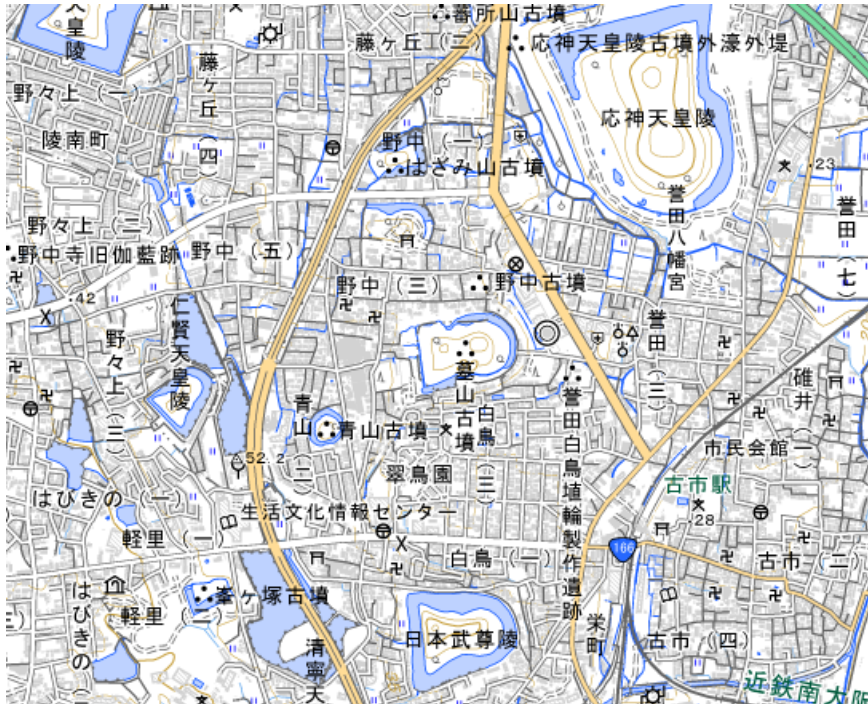 天皇陵
蕃所山古墳
藤ヶ丘(二)
応神天皇陵古墳外濠外堤
藤ヶ丘(四)
野々上(一)
応神天皇陵
陵南町
野中(一)
はざみ山古墳
23
誉田八幡宮
誉田(七)
野々上(二)
野中寺旧伽藍跡
野中(五)
野中(三)
野中古墳
42
仁賢天皇陵
誉田(三)
野々上(三)
墓山古墳
碓井(一)
青山(二)
青山古墳
白鳥(三)
誉田白鳥埴輪製作遺跡
市民会館
52.2
翠鳥園
古市駅
はびきの(一)
28
生活文化情報センター
軽里(一)
白鳥(一)
166
古市(二)
はびきの(
軽里(二
峯ヶ塚古墳
清寧天
日本武尊陵
栄町
古市(四)
近鉄南大阪